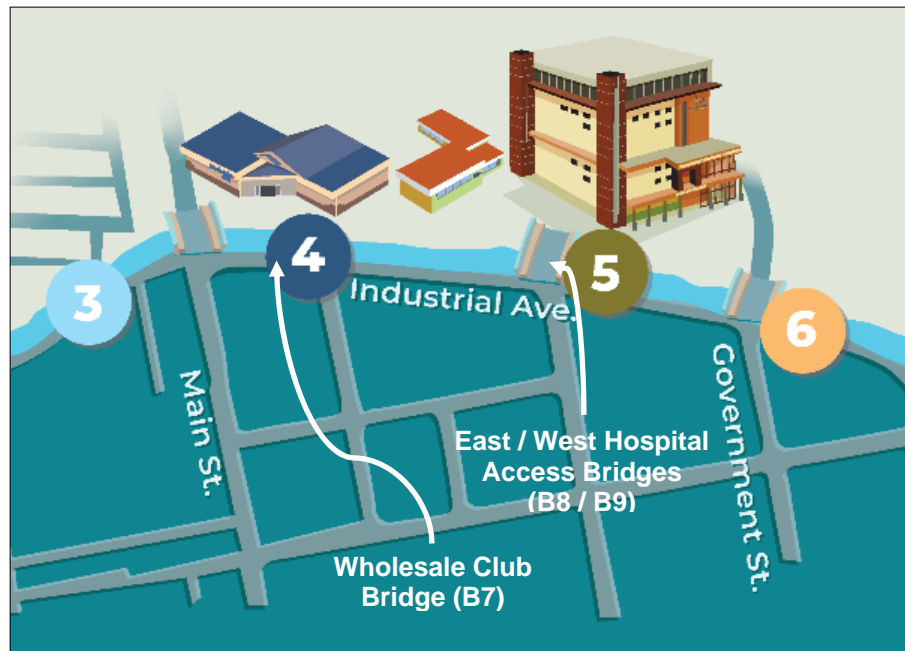 4
5
3
Industrial Ave.
6
Main St.
Government St.
East / West Hospital
Access Bridges
(B8 / B9)
Wholesale Club
Bridge (B7)